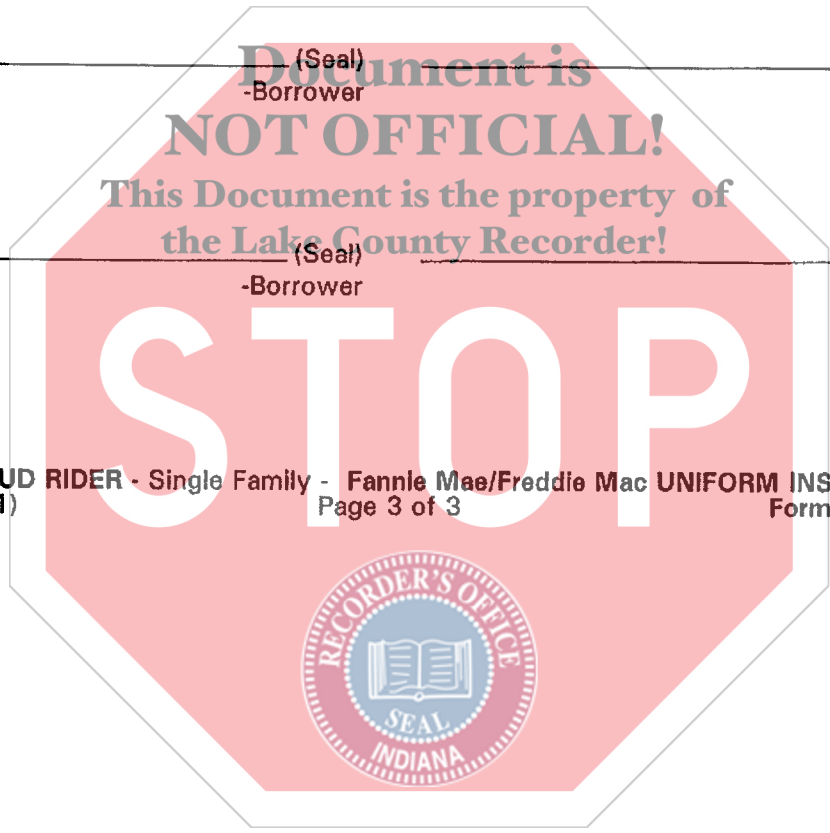 (Seal)
-Borrower
Document is
NOT OFFICIAL!
This Document is the property of
the Lake County Recorder!
(Seal)
-Borrower
STOP
UD RIDER - Single Family - Fannie Mae/Freddie Mac UNIFORM INS
1) Page 3 of 3 Form
RECORDER'S OFFICE
SEAL
INDIANA